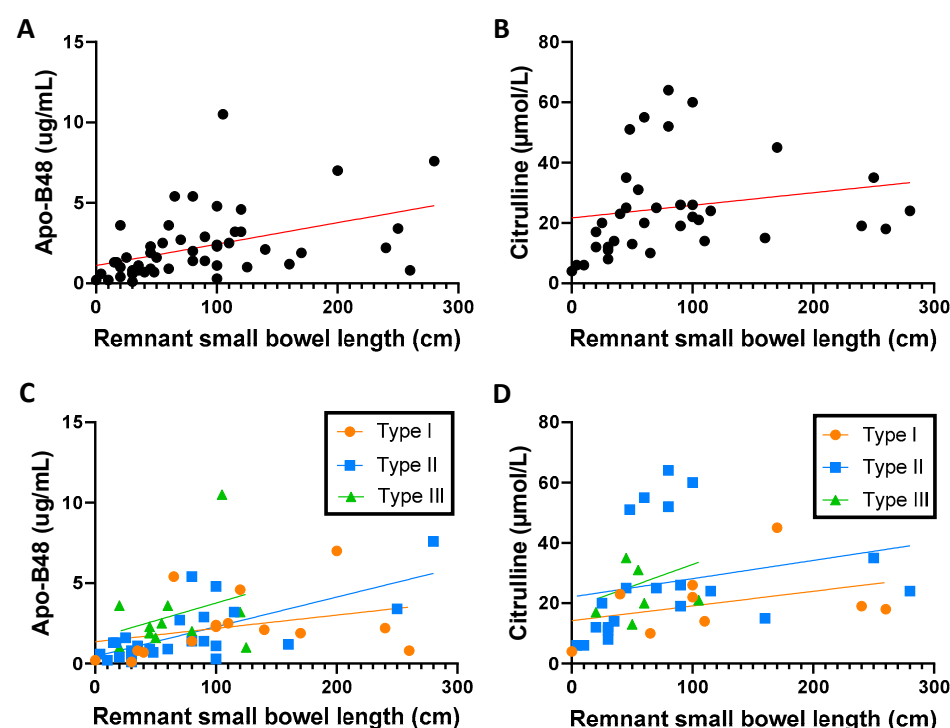 A
15
10
5
0
Apo-B48 (ug/mL)
0 100 200 300
Remnant small bowel length (cm)
B
80
60
40
20
0
Citrulline (μmol/L)
0 100 200 300
Remnant small bowel length (cm)
C
15
10
5
0
Apo-B48 (ug/mL)
Type I
Type II
Type III
0 100 200 300
Remnant small bowel length (cm)
D
80
60
40
20
0
Citrulline (μmol/L)
Type I
Type II
Type III
0 100 200 300
Remnant small bowel length (cm)